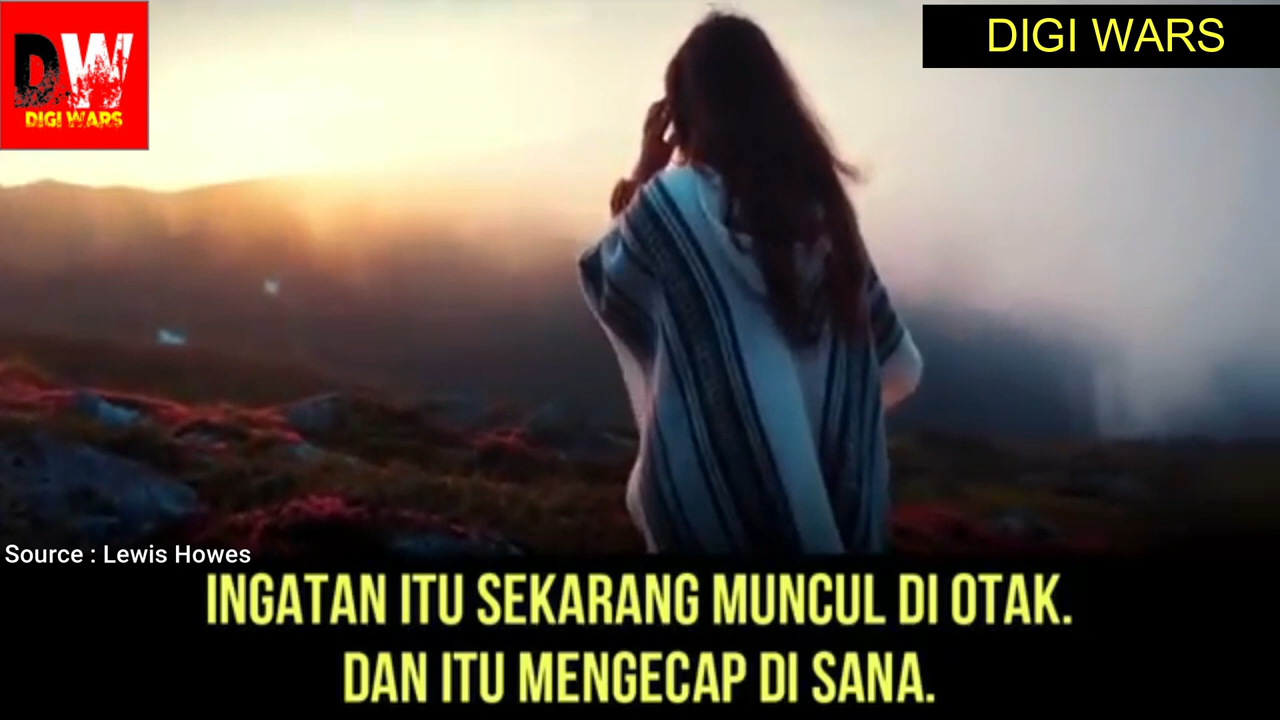 DW
DIGI WARS
DIGI WARS
Source : Lewis Howes
INGATAN ITU SEKARANG MUNCUL DI OTAK.
DAN ITU MENGECAP DI SANA.